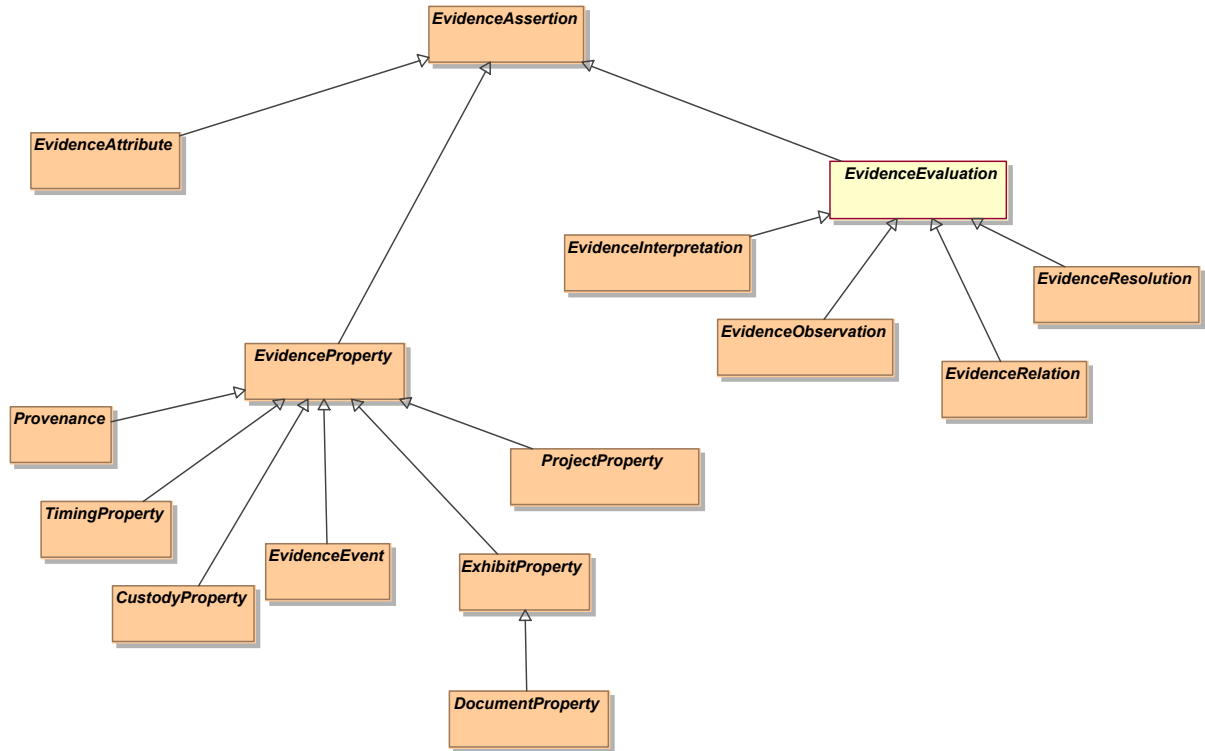 EvidenceAssertion
EvidenceAttribute
EvidenceEvaluation
EvidenceInterpretation
EvidenceResolution
EvidenceObservation
EvidenceRelation
EvidenceProperty
Provenance
ProjectProperty
TimingProperty
EvidenceEvent
ExhibitProperty
CustodyProperty
DocumentProperty